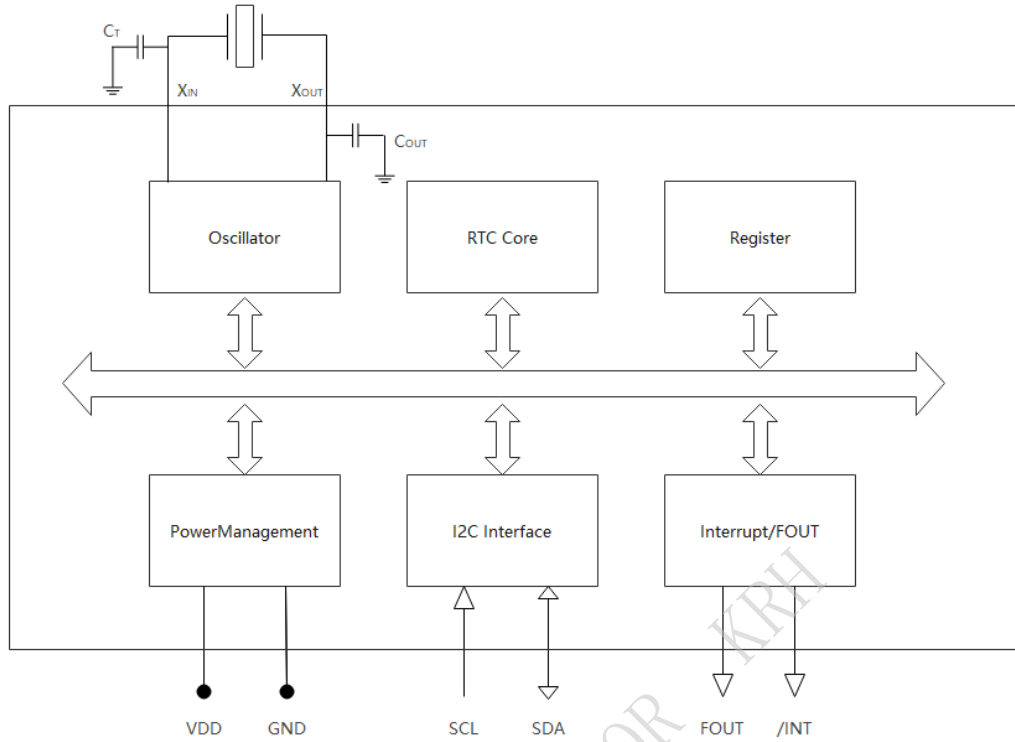 CT
XIN XOUT
COUT
Oscillator RTC Core Register
PowerManagement I2C Interface Interrupt/FOUT
VDD GND SCL SDA FOUT /INT
KRH